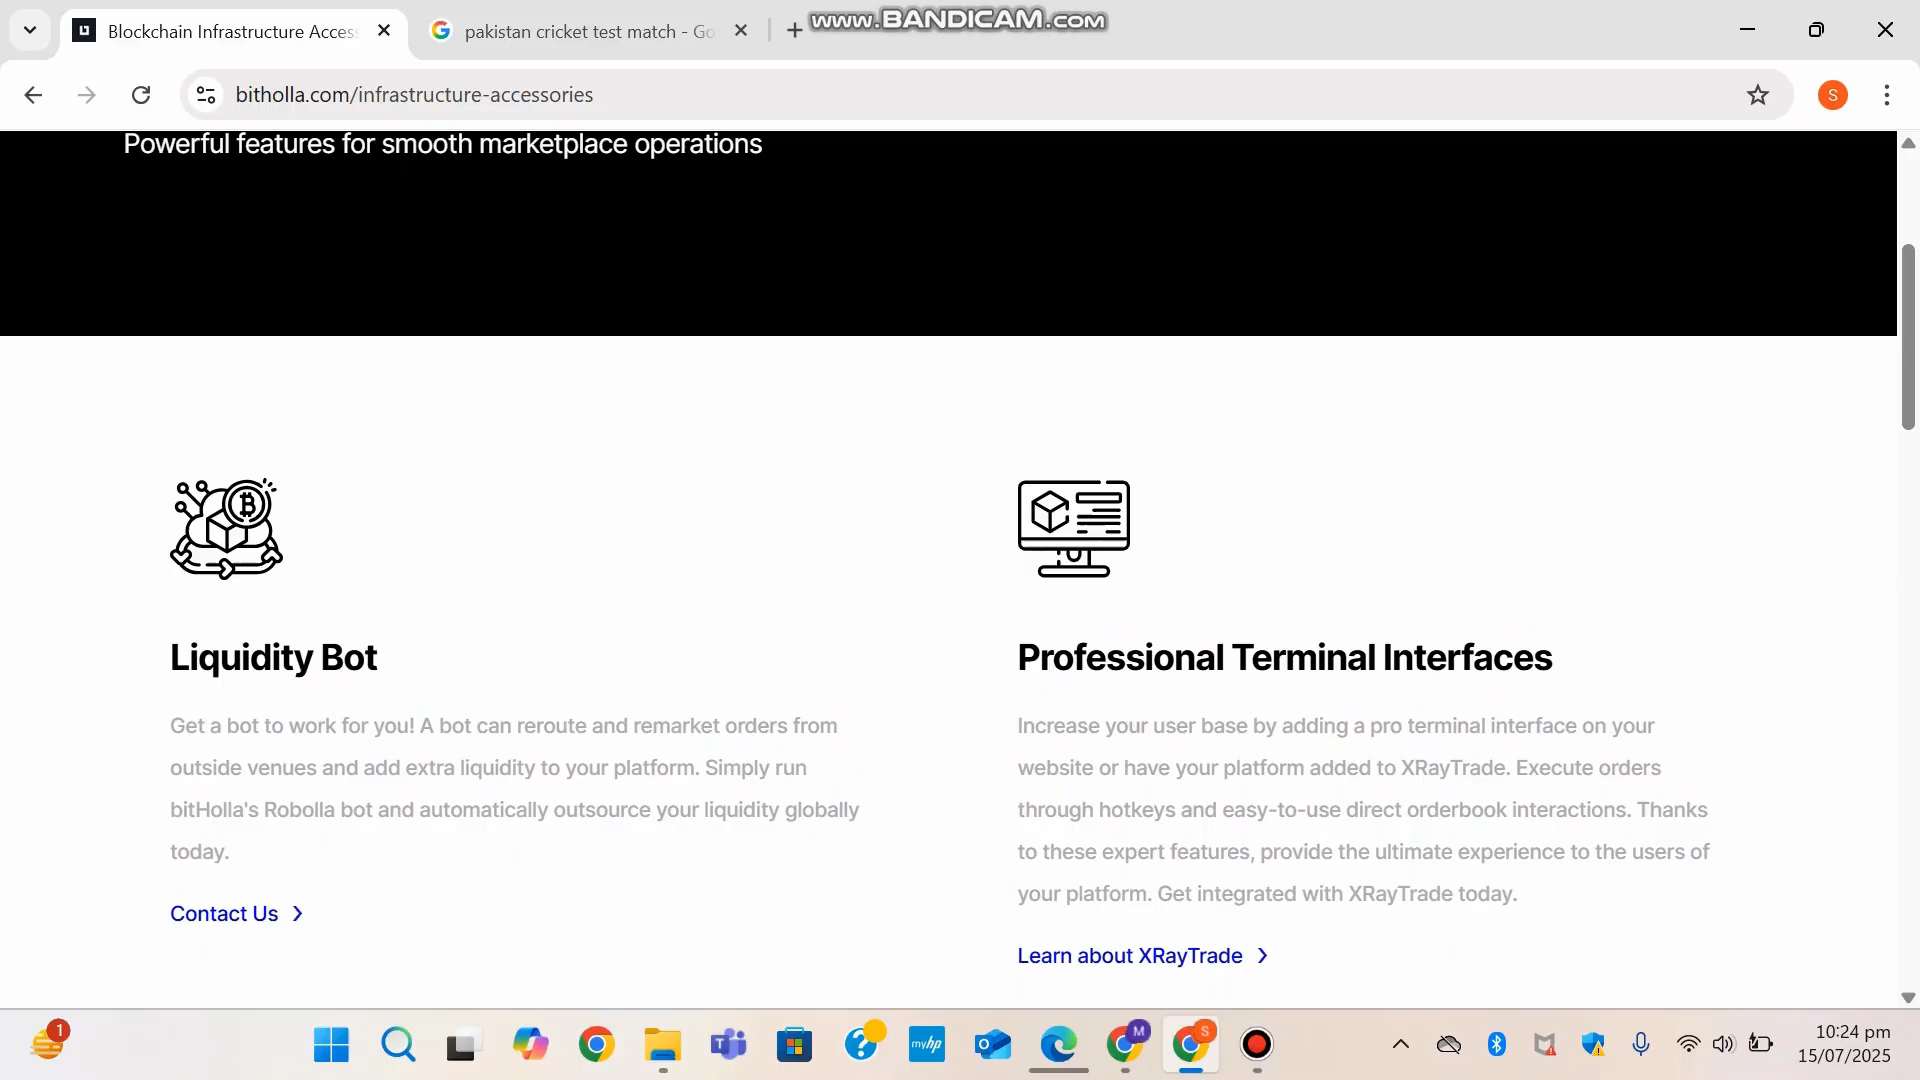 Blockchain Infrastructure Acces
pakistan cricket test match - Go
www.BANDICAM.com
bitholla.com/infrastructure-accessories
S
Powerful features for smooth marketplace operations
Liquidity Bot
Get a bot to work for you! A bot can reroute and remarket orders from
outside venues and add extra liquidity to your platform. Simply run
bitHolla's Robolla bot and automatically outsource your liquidity globally
today.
Contact Us
Professional Terminal Interfaces
Increase your user base by adding a pro terminal interface on your
website or have your platform added to XRayTrade. Execute orders
through hotkeys and easy-to-use direct orderbook interactions. Thanks
to these expert features, provide the ultimate experience to the users of
your platform. Get integrated with XRayTrade today.
Learn about XRayTrade
1
myhp
M
S
10:24 pm
15/07/2025